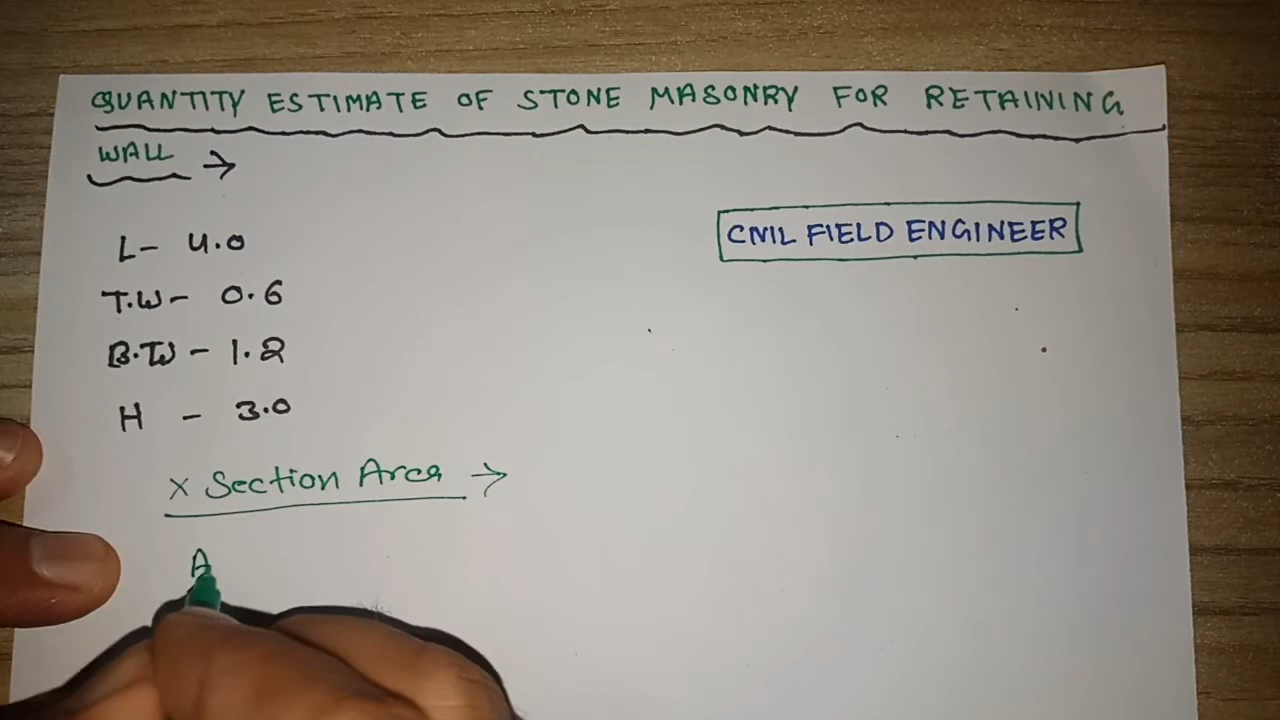 QUANTITY ESTIMATE OF STONE MASONRY FOR RETAINING
WALL →
CIVIL FIELD ENGINEER
L- 4.0
T.W- 0.6
B.W - 1.2
H - 3.0
X Section Area →
A